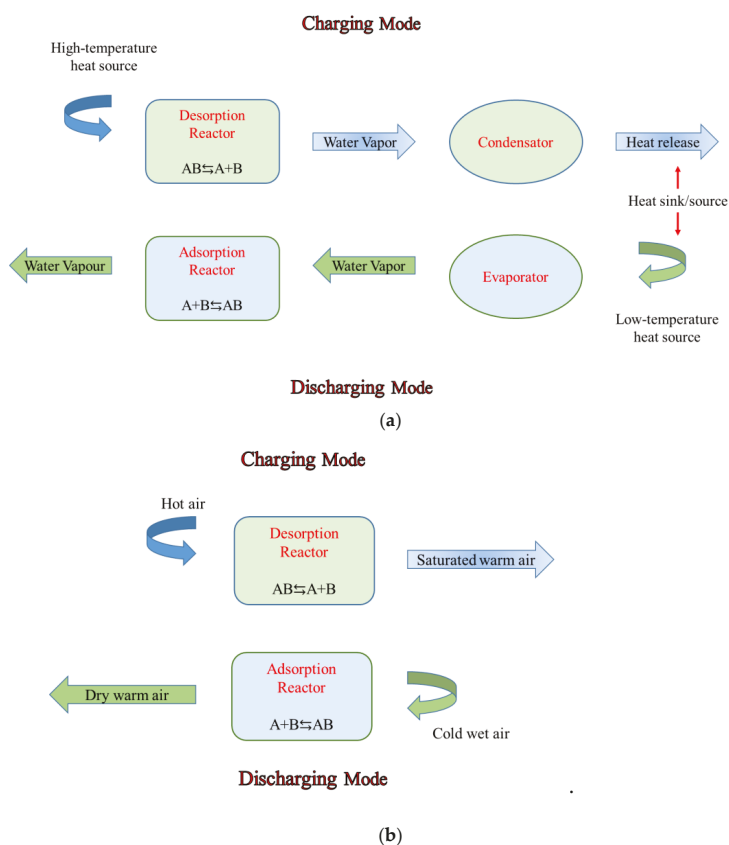 Charging Mode
High-temperature
heat source
Desorption
Reactor
AB⇆A+B
Water Vapor
Condensator
Heat release
Heat sink/source
Water Vapour
Adsorption
Reactor
A+B⇆AB
Water Vapor
Evaporator
Low-temperature
heat source
Discharging Mode
(a)
Charging Mode
Hot air
Desorption
Reactor
AB⇆A+B
Saturated warm air
Dry warm air
Adsorption
Reactor
A+B⇆AB
Cold wet air
Discharging Mode
.
(b)